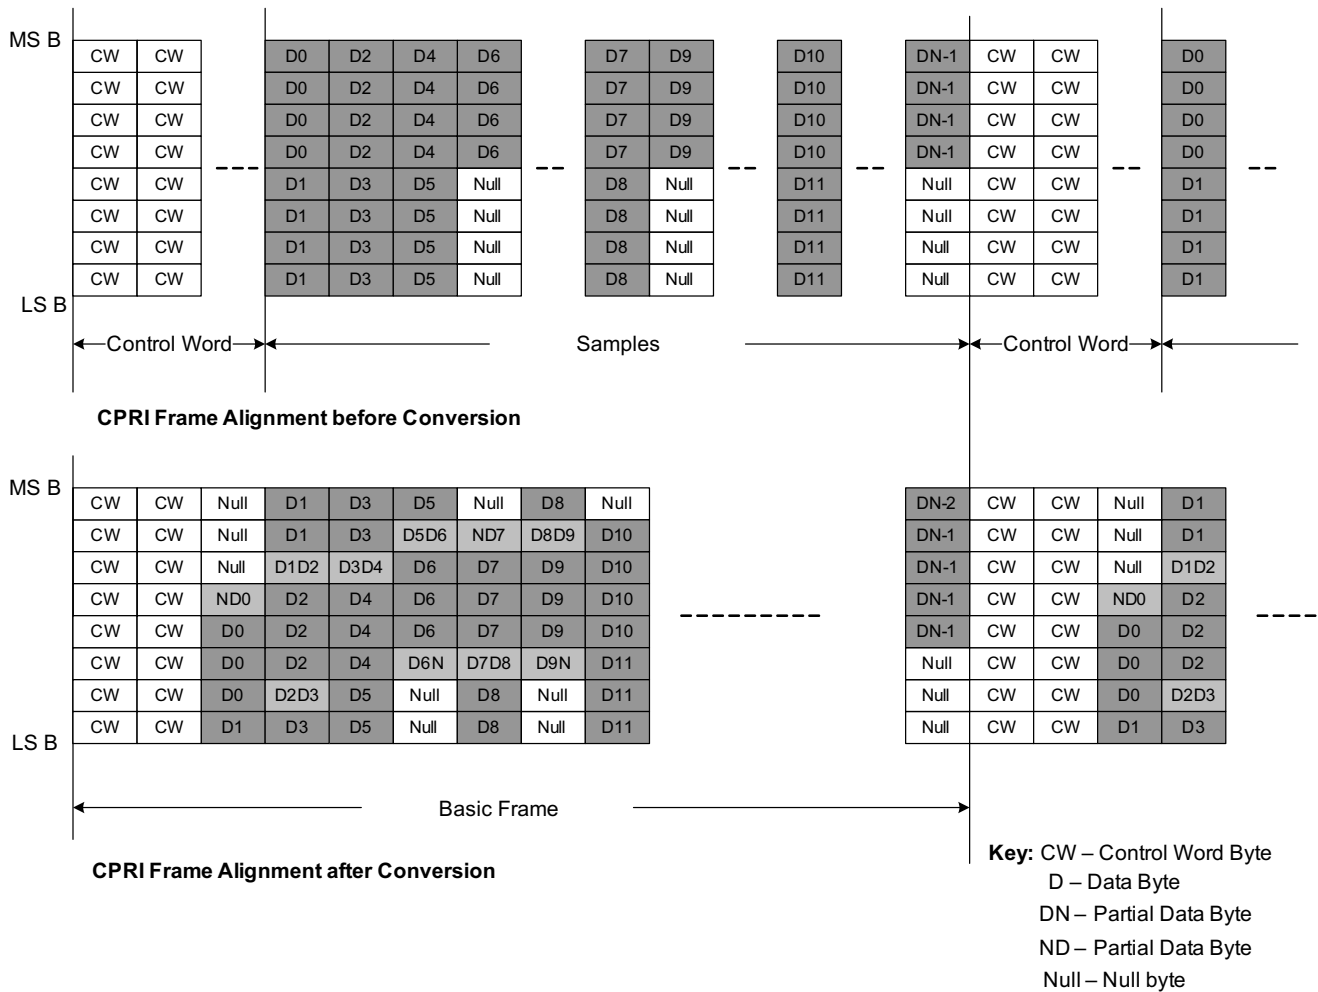 MS B
CW CW D0 D2 D4 D6 D7 D9 D10 DN-1 CW CW D0
CW CW D0 D2 D4 D6 D7 D9 D10 DN-1 CW CW D0
CW CW D0 D2 D4 D6 D7 D9 D10 DN-1 CW CW D0
CW CW D0 D2 D4 D6 D7 D9 D10 DN-1 CW CW D0
CW CW D1 D3 D5 Null D8 Null D11 Null CW CW D1
CW CW D1 D3 D5 Null D8 Null D11 Null CW CW D1
CW CW D1 D3 D5 Null D8 Null D11 Null CW CW D1
CW CW D1 D3 D5 Null D8 Null D11 Null CW CW D1
LS B
Control Word Samples Control Word
CPRI Frame Alignment before Conversion
MS B
CW CW Null D1 D3 D5 Null D8 Null DN-2 CW CW Null D1
CW CW Null D1 D3 D5D6 ND7 D8D9 D10 DN-1 CW CW Null D1
CW CW Null D1D2 D3D4 D6 D7 D9 D10 DN-1 CW CW Null D1D2
CW CW ND0 D2 D4 D6 D7 D9 D10 DN-1 CW CW ND0 D2
CW CW D0 D2 D4 D6 D7 D9 D10 DN-1 CW CW D0 D2
CW CW D0 D2 D4 D6N D7D8 D9N D11 Null CW CW D0 D2
CW CW D0 D2D3 D5 Null D8 Null D11 Null CW CW D0 D2D3
CW CW D1 D3 D5 Null D8 Null D11 Null CW CW D1 D3
LS B
Basic Frame
CPRI Frame Alignment after Conversion
Key: CW – Control Word Byte
D – Data Byte
DN – Partial Data Byte
ND – Partial Data Byte
Null – Null byte